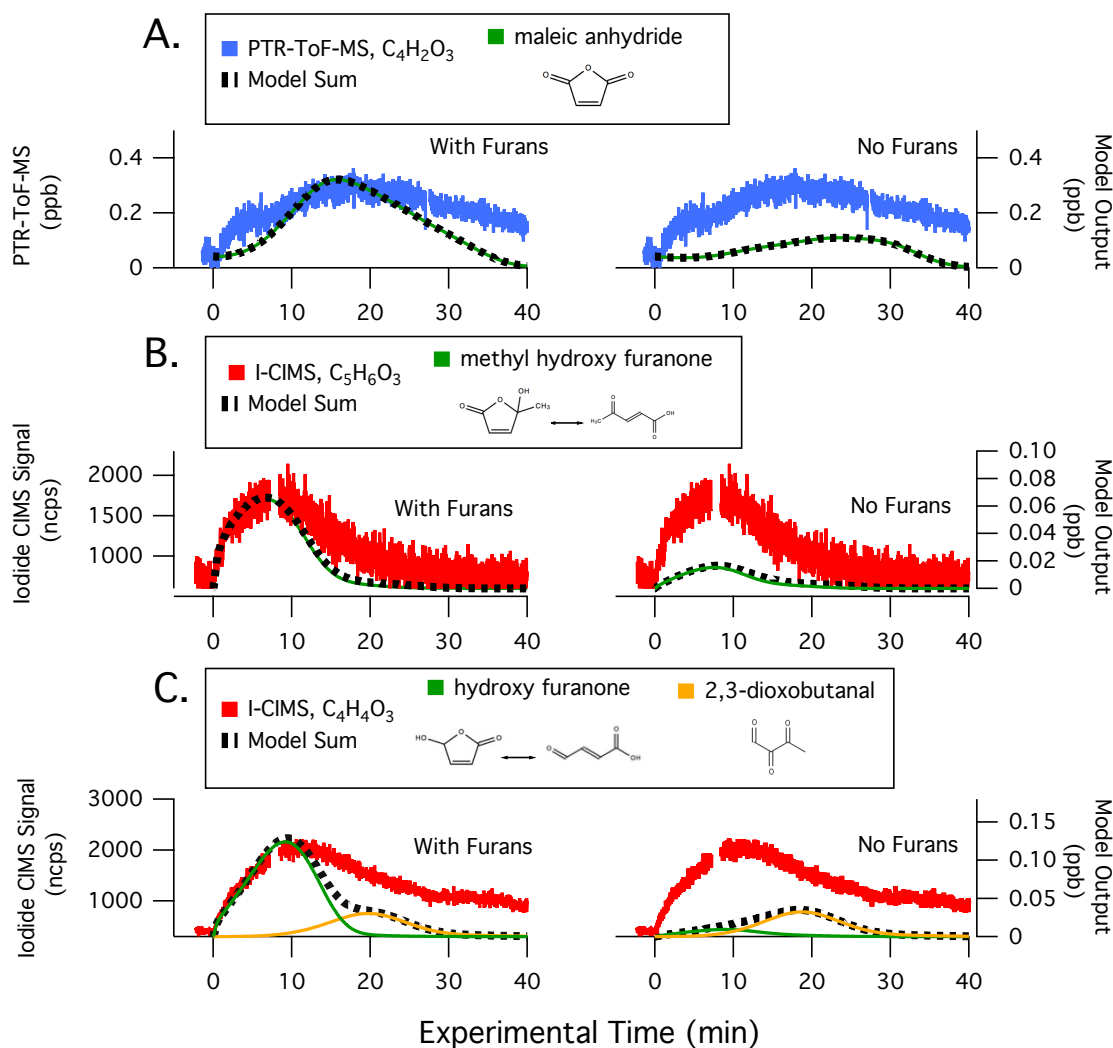 A.
PTR-ToF-MS, C₄H₂O₃
maleic anhydride
Model Sum
O
O
O
PTR-ToF-MS
(ppb)
0.4
0.2
0
With Furans
No Furans
0.4
0.2
0
Model Output
(ppb)
0 10 20 30 40
0 10 20 30 40
B.
I-CIMS, C₅H₆O₃
methyl hydroxy furanone
Model Sum
OH
O
O
CH₃
O
H₃C
OH
O
Iodide CIMS Signal
(ncps)
2000
1500
1000
With Furans
No Furans
0.10
0.08
0.06
0.04
0.02
0
Model Output
(ppb)
0 10 20 30 40
0 10 20 30 40
C.
hydroxy furanone
2,3-dioxobutanal
I-CIMS, C₄H₄O₃
Model Sum
HO
O
O
O
O
OH
O
O
O
Iodide CIMS Signal
(ncps)
3000
2000
1000
With Furans
No Furans
0.15
0.10
0.05
0
Model Output
(ppb)
0 10 20 30 40
0 10 20 30 40
Experimental Time (min)